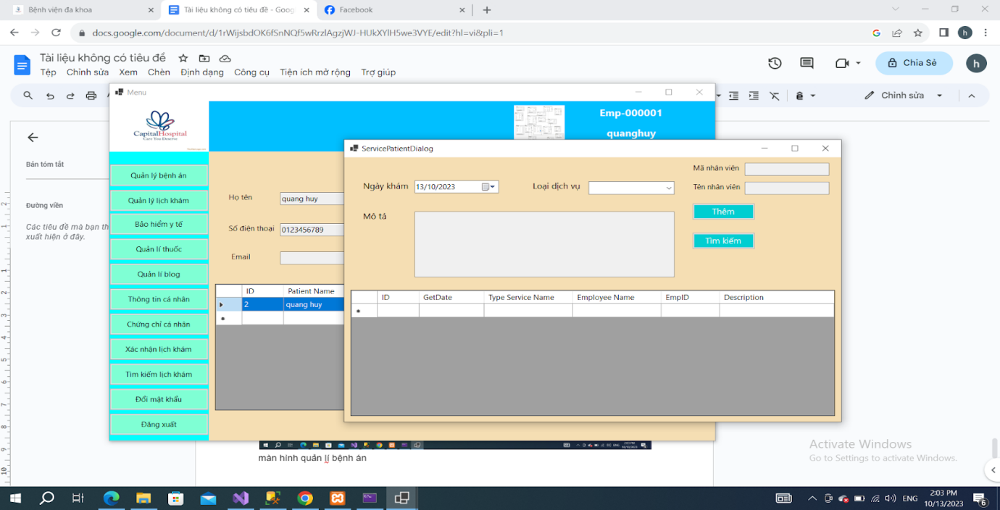 Bệnh viện đa khoa
Tài liệu không có tiêu đề - Goog
Facebook
docs.google.com/document/d/1rWijsbdOK6fSnNQf5wRrzlAgzjWJ-HUkXYlH5we3VYE/edit?hl=vi&pli=1
Tài liệu không có tiêu đề
Tệp Chỉnh sửa Xem Chèn Định dạng Công cụ Tiện ích mở rộng Trợ giúp
Chia Sẻ
Chỉnh sửa
Bản tóm tắt
Đường viền
Các tiêu đề mà bạn th
xuất hiện ở đây.
Menu
CapitalHospital
Care You Deserve
Emp-000001
quanghuy
Quản lý bệnh án
Quản lý lịch khám
Bảo hiểm y tế
Quản lí thuốc
Quản lí blog
Thông tin cá nhân
Chứng chỉ cá nhân
Xác nhận lịch khám
Tìm kiếm lịch khám
Đổi mật khẩu
Đăng xuất
Họ tên quang huy
Số điện thoại 0123456789
Email
ID Patient Name
2 quang huy
ServicePatientDialog
Ngày khám 13/10/2023 Loại dịch vụ
Mã nhân viên
Tên nhân viên
Mô tả
Thêm
Tìm kiếm
ID GetDate Type Service Name Employee Name EmpID Description
màn hình quản lí bệnh án
Activate Windows
Go to Settings to activate Windows.
ENG
2:03 PM
10/13/2023
6